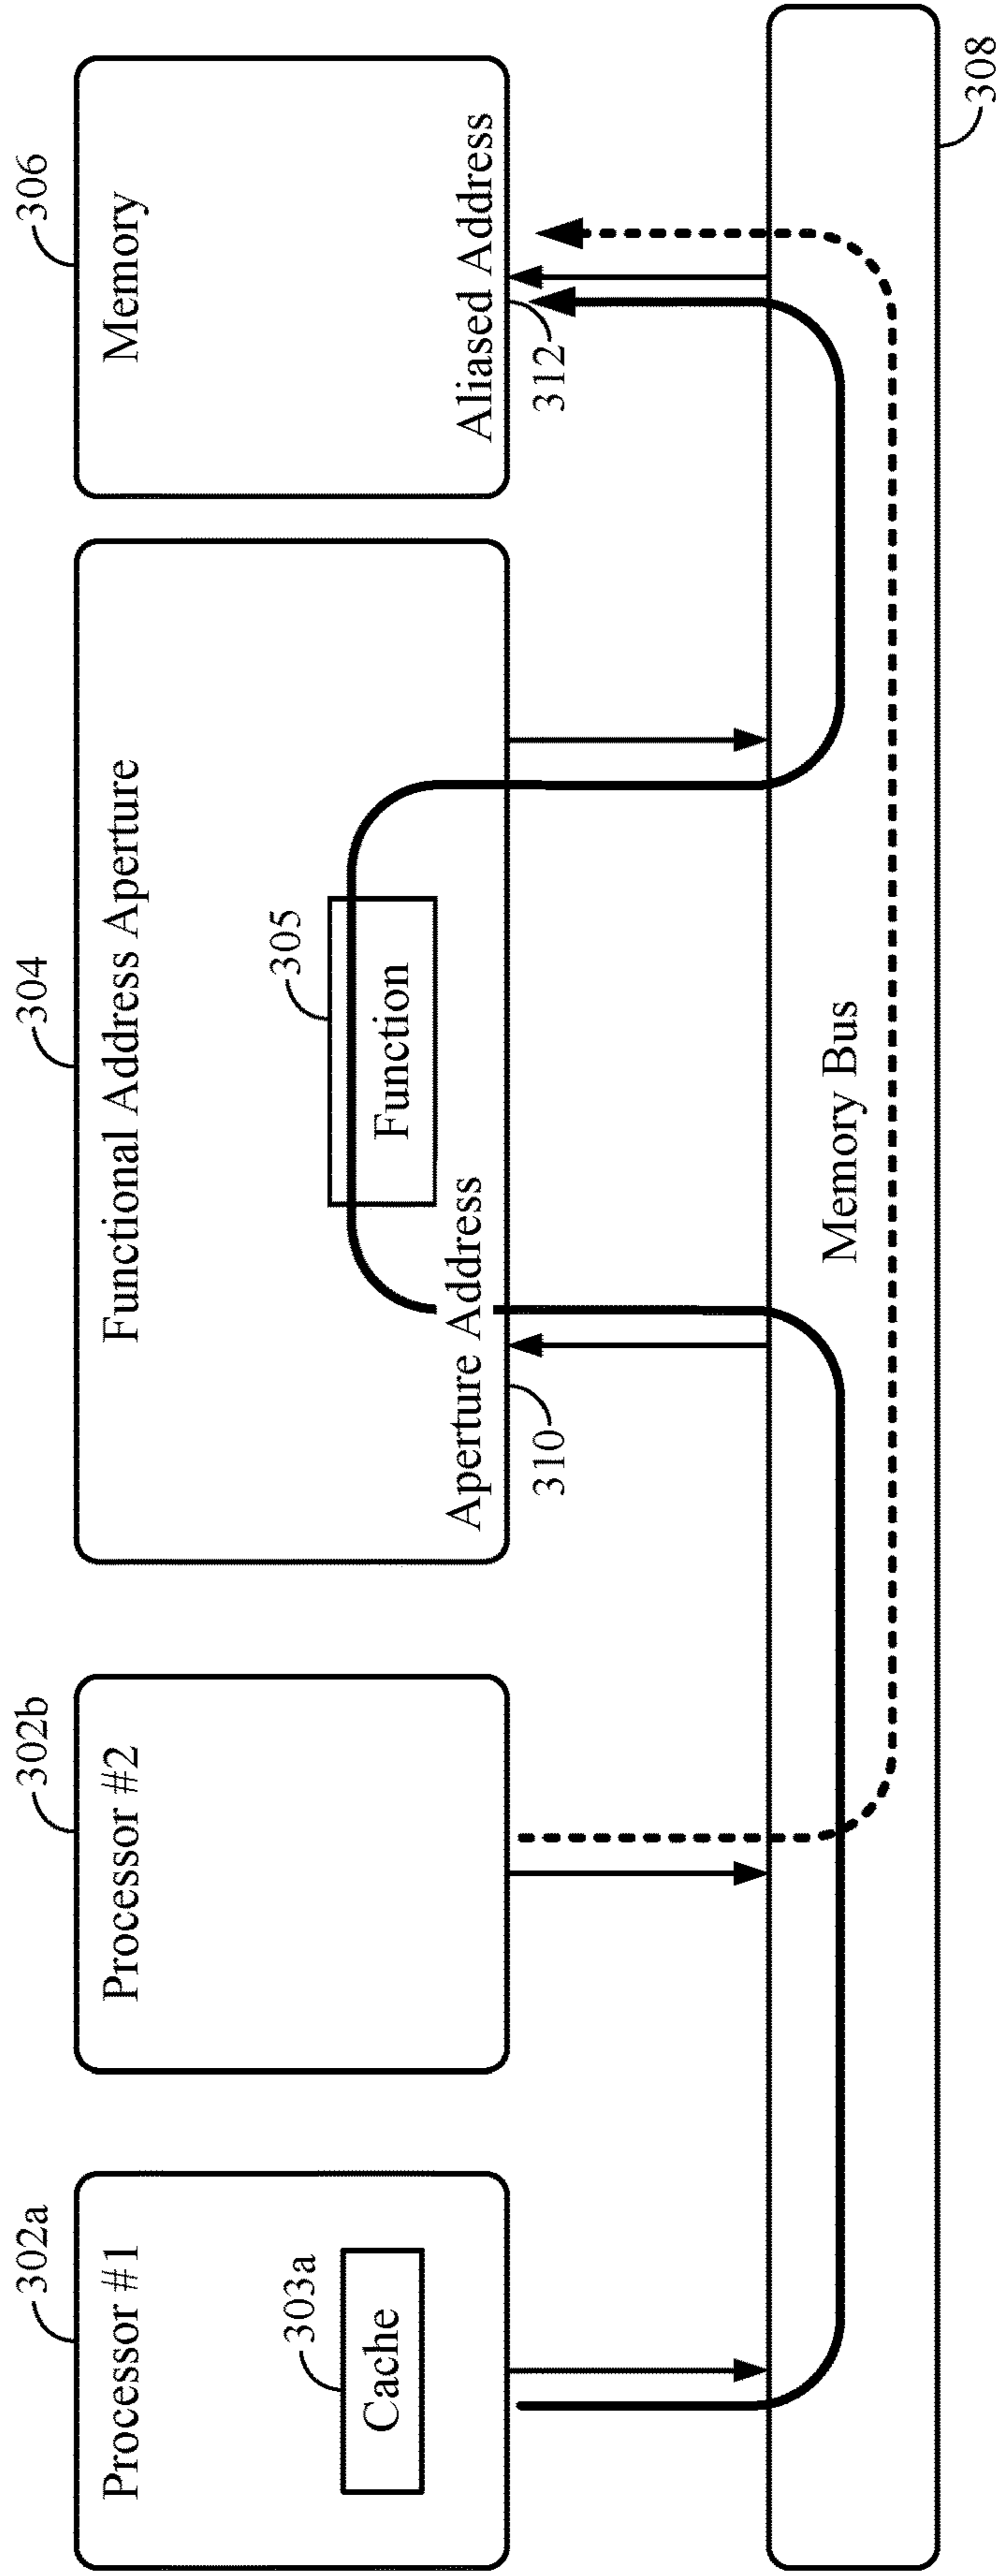 302a
Processor #1
303a
Cache
302b
Processor #2
304
Functional Address Aperture
305
Function
Aperture Address
310
306
Memory
Aliased Address
312
Memory Bus
308